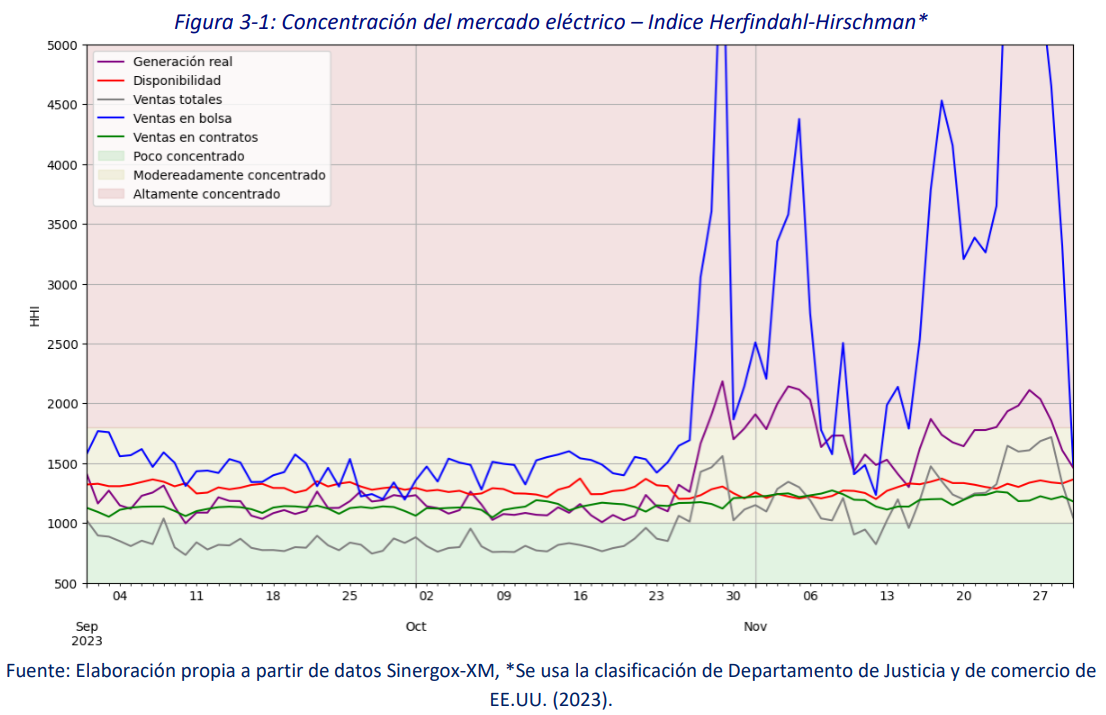 Figura 3-1: Concentración del mercado eléctrico – Indice Herfindahl-Hirschman*
5000
4500
4000
3500
3000
2500
2000
1500
1000
500
HHI
Generación real
Disponibilidad
Ventas totales
Ventas en bolsa
Ventas en contratos
Poco concentrado
Modereadamente concentrado
Altamente concentrado
04 11 18 25 02 09 16 23 30 06 13 20 27
Sep Oct Nov
2023
Fuente: Elaboración propia a partir de datos Sinergox-XM, *Se usa la clasificación de Departamento de Justicia y de comercio de
EE.UU. (2023).